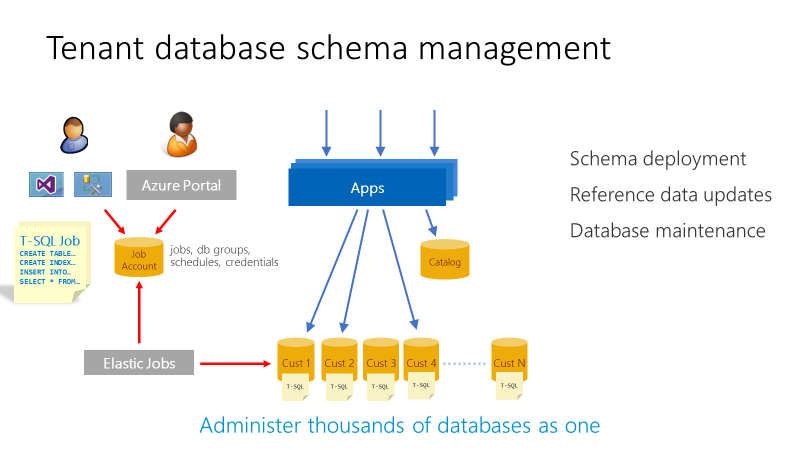 Tenant database schema management
Azure Portal
Apps
Schema deployment
Reference data updates
Database maintenance
T-SQL Job
CREATE TABLE…
CREATE INDEX…
INSERT INTO…
SELECT * FROM…
Job
Account
jobs, db groups,
schedules, credentials
Catalog
Elastic Jobs
Cust 1
Cust 2
Cust 3
Cust 4
Cust N
T-SQL
T-SQL
T-SQL
T-SQL
T-SQL
Administer thousands of databases as one